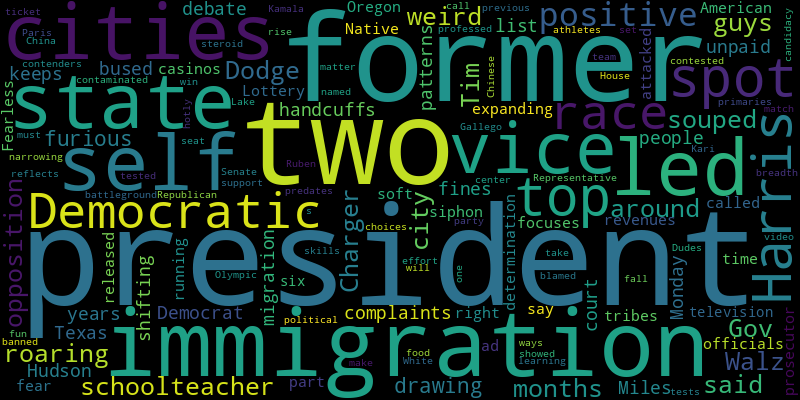 ticket
Kamala
debate
Oregon
weird
positive
American
call
previous
guys
cities
former
Paris
China
rise
steroid
Native
professed
athletes
set
list
attacked
candidacy
contenders
keeps
bused
casinos
Dodge
matter
team
House
unpaid
spot
contaminated
win
Lottery
patterns
Tim
Chinese
contested
Fearless
state
hotly
Lake
named
handcuffs
expanding
race
primaries
souped
must
furious
seat
two
vice
Gallego
people
match
narrowing
self
Senate
Ruben
Kari
led
reflects
tested
support
predates
center
Representative
breadth
battleground
Republican
soft
fines
top
around
called
Harris
opposition
Democratic
s
Charger
city
siphon
party
focuses
revenues
Dudes
video
president
choices
determination
time
released
running
skills
migration
effort
take
Monday
shifting
Olympic
six
will
one
blamed
fall
years
Democrat
political
complaints
right
say
court
tribes
television
banned
fun
Texas
immigration
Gov
officials
prosecutor
roaring
ad
ways
showed
learning
Walz
Hudson
food
White
make
fear
schoolteacher
part
drawing
months
Miles
tests
said